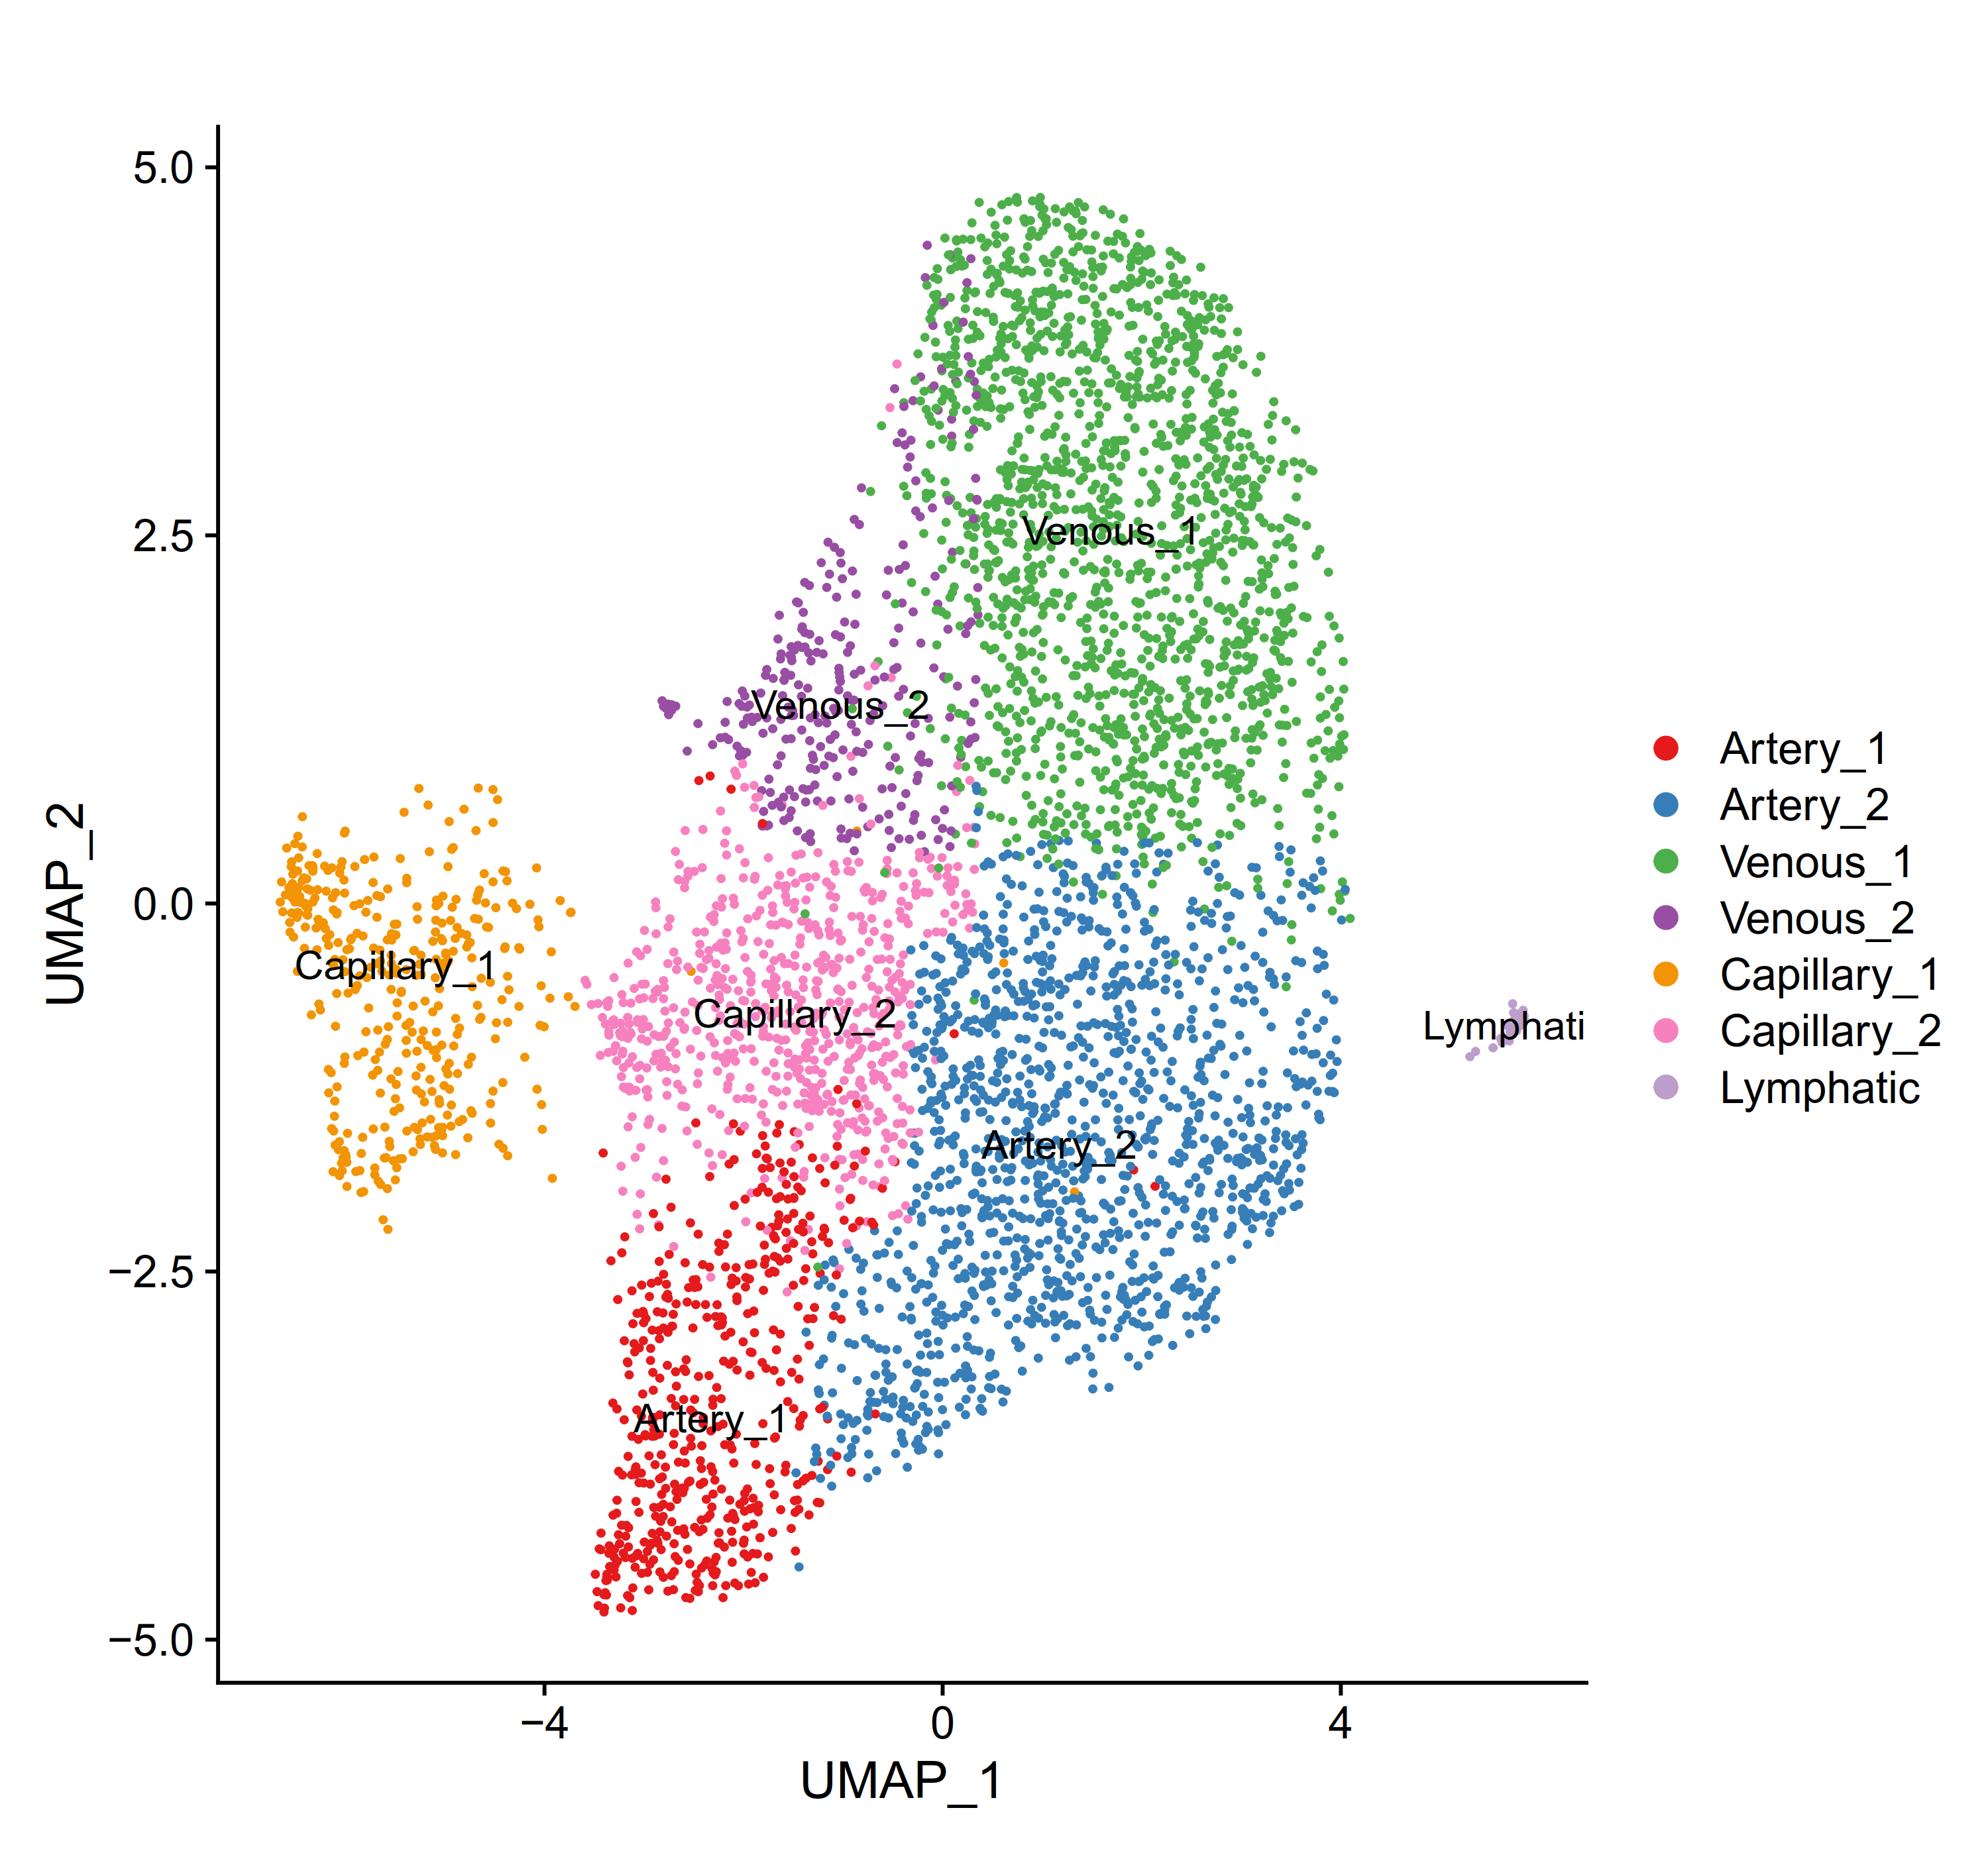 5.0
2.5
0.0
−2.5
−5.0
UMAP_2
−4
0
4
UMAP_1
Venous_1
Venous_2
Capillary_1
Capillary_2
Lymphati
Artery_2
Artery_1
Artery_1
Artery_2
Venous_1
Venous_2
Capillary_1
Capillary_2
Lymphatic